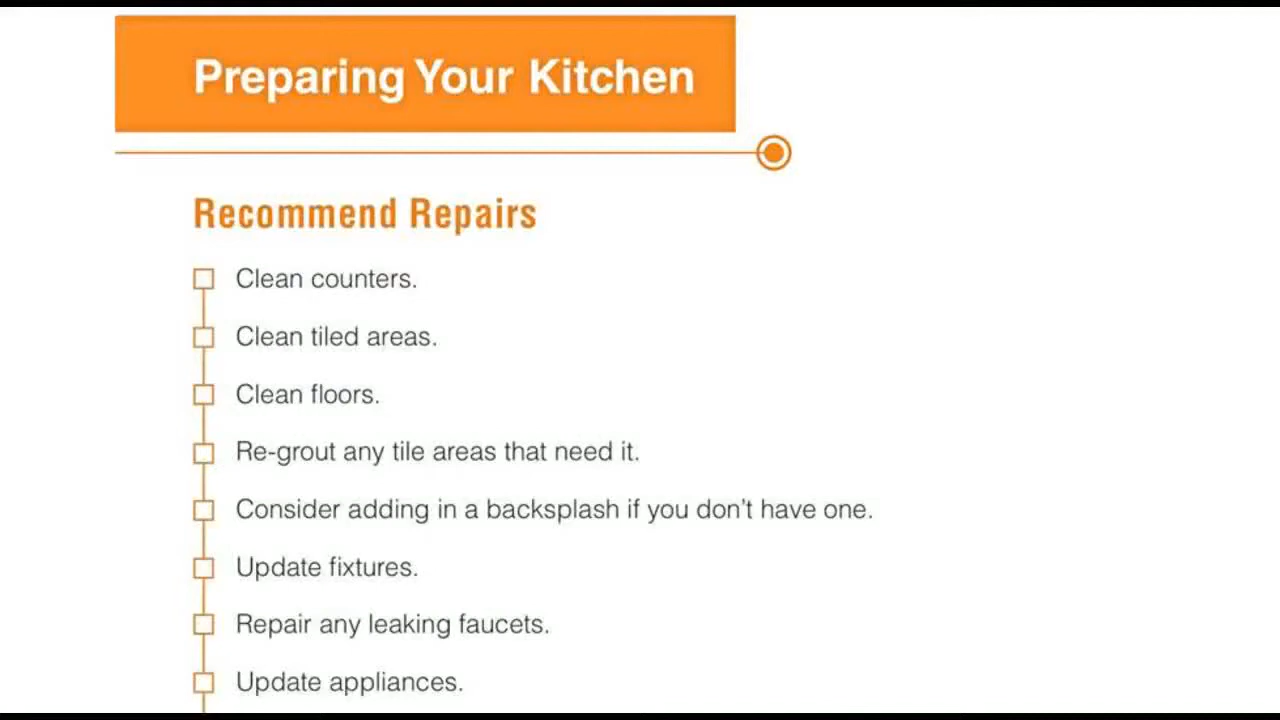 Preparing Your Kitchen
Recommend Repairs
Clean counters.
Clean tiled areas.
Clean floors.
Re-grout any tile areas that need it.
Consider adding in a backsplash if you don't have one.
Update fixtures.
Repair any leaking faucets.
Update appliances.